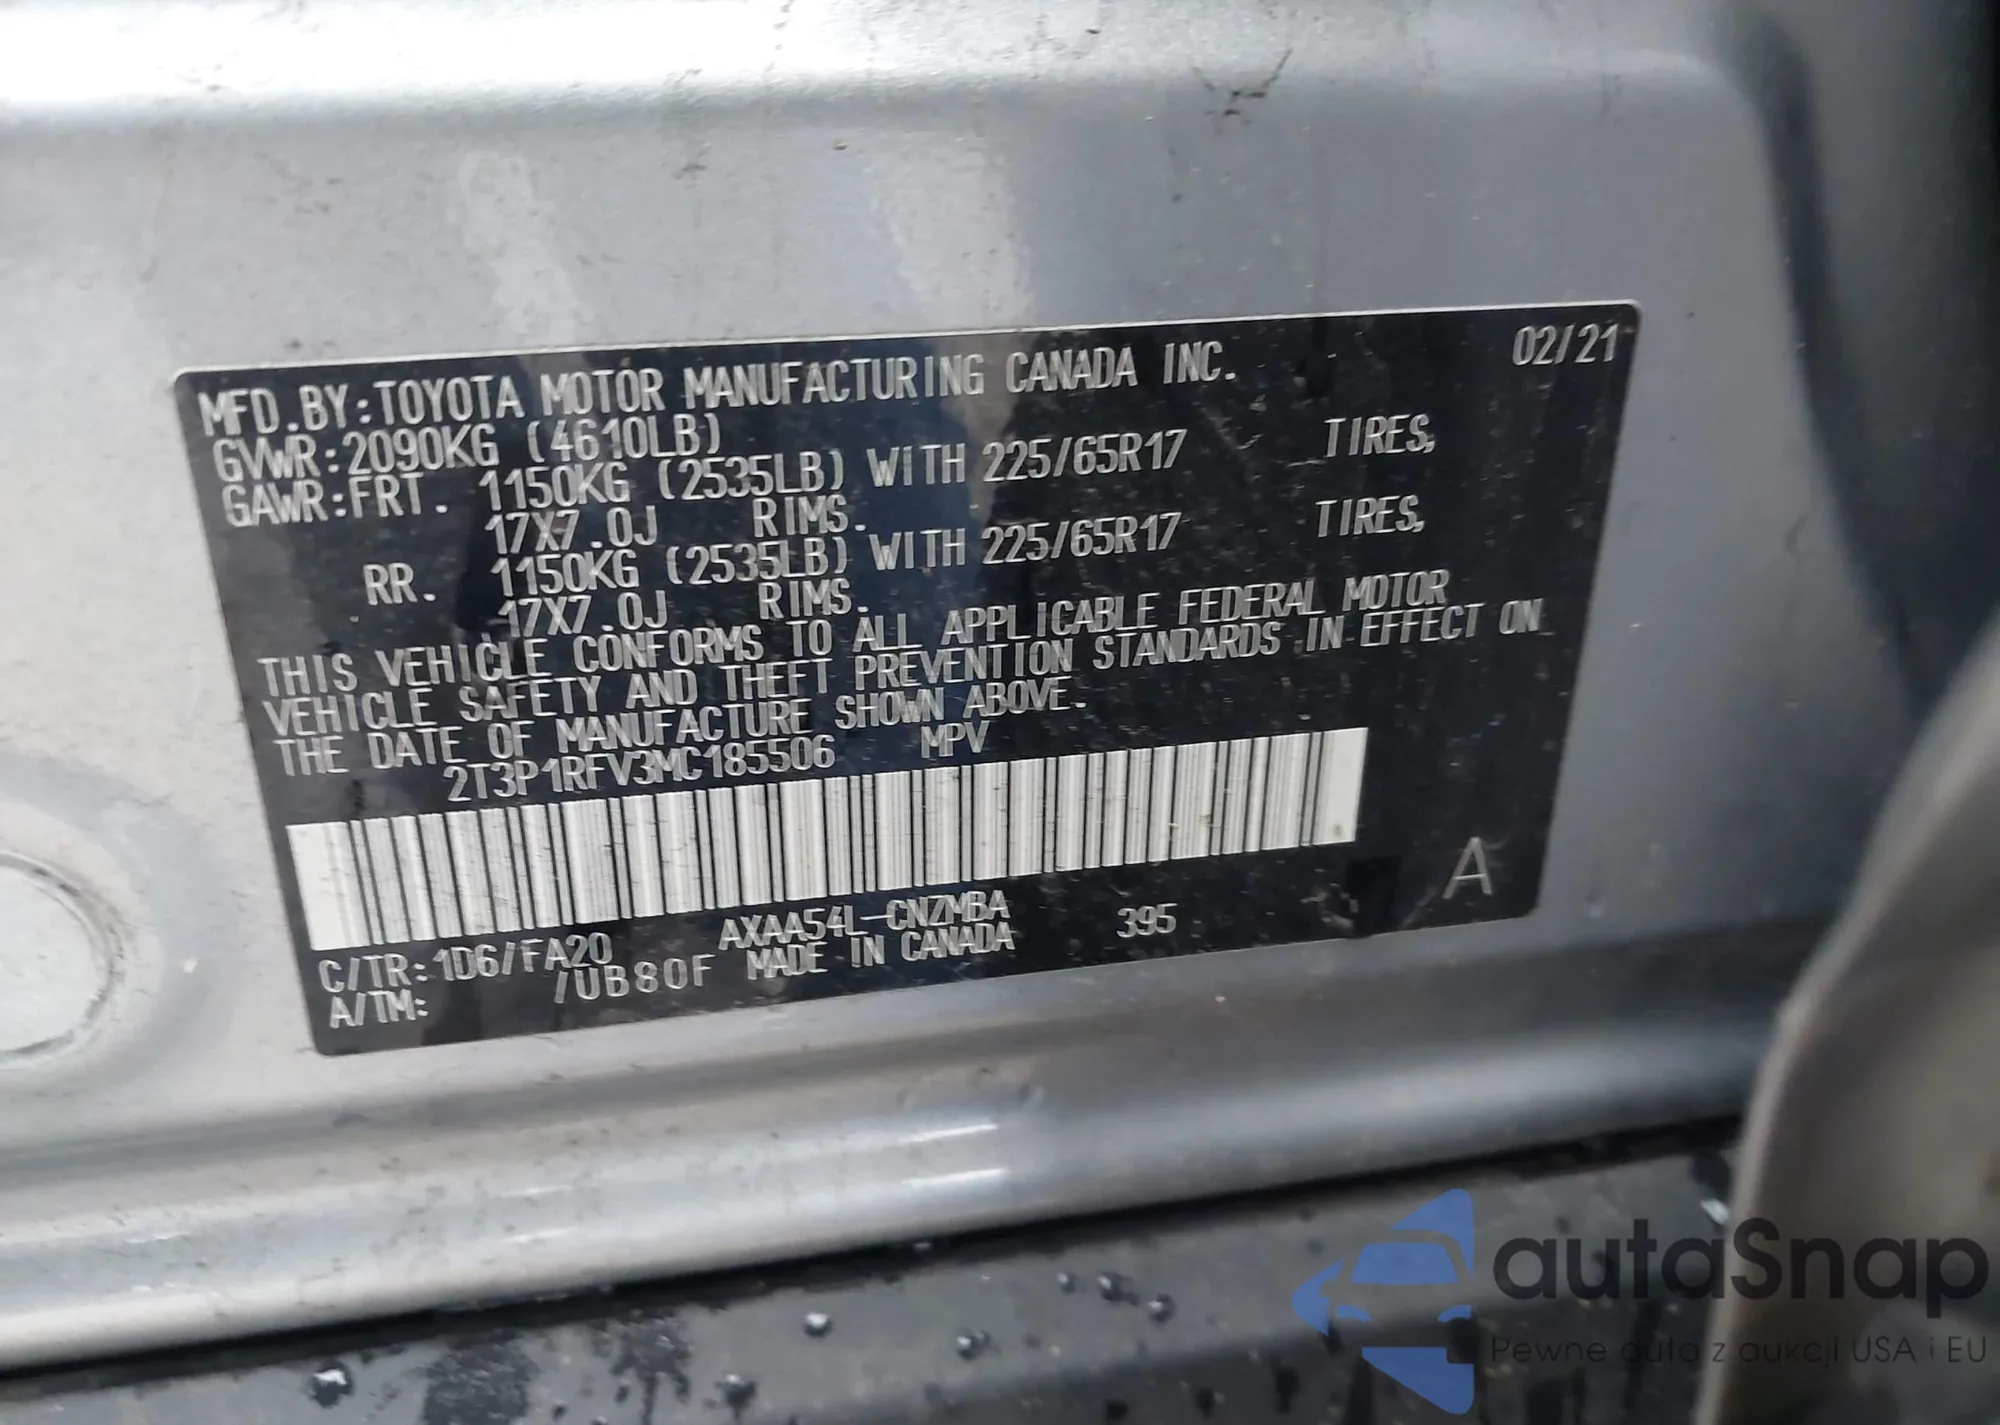 MFD.BY:TOYOTA MOTOR MANUFACTURING CANADA INC. 02/21
GVWR:2090KG (4610LB)
GAWR:FRT. 1150KG (2535LB) WITH 225/65R17 TIRES,
17X7.0J RIMS.
RR. 1150KG (2535LB) WITH 225/65R17 TIRES,
17X7.0J RIMS.
THIS VEHICLE CONFORMS TO ALL APPLICABLE FEDERAL MOTOR
VEHICLE SAFETY AND THEFT PREVENTION STANDARDS IN EFFECT ON
THE DATE OF MANUFACTURE SHOWN ABOVE.
2T3P1RFV3MC185506 MPV
A
C/TR:1D6/FA20 AXAA54L-CNZMBA 395
A/TM: /UB80F MADE IN CANADA
autaSnap
Pewne auta z aukcji USA i EU